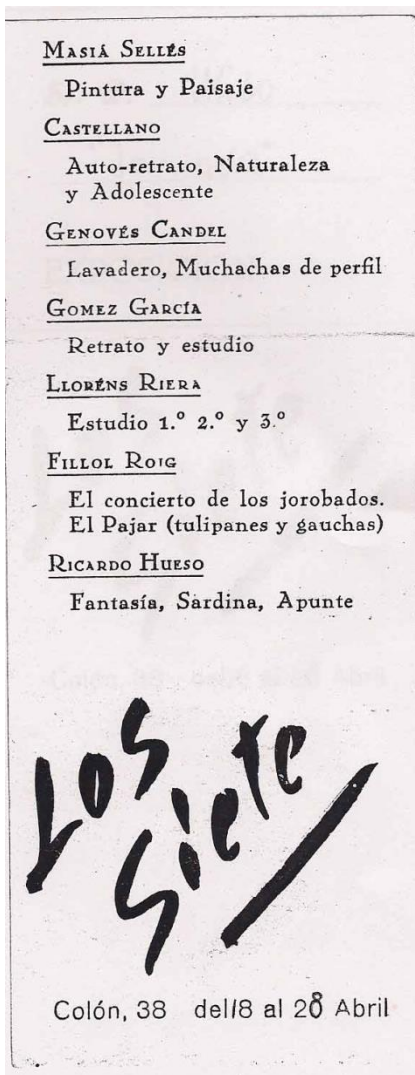 Masiá Sellés
Pintura y Paisaje
Castellano
Auto-retrato, Naturaleza
y Adolescente
Genovés Candel
Lavadero, Muchachas de perfil
Gomez García
Retrato y estudio
Lloréns Riera
Estudio 1.º 2.º y 3.º
Fillol Roig
El concierto de los jorobados.
El Pajar (tulipanes y gauchas)
Ricardo Hueso
Fantasía, Sardina, Apunte
Los
Siete
Colón, 38 del 18 al 28 Abril